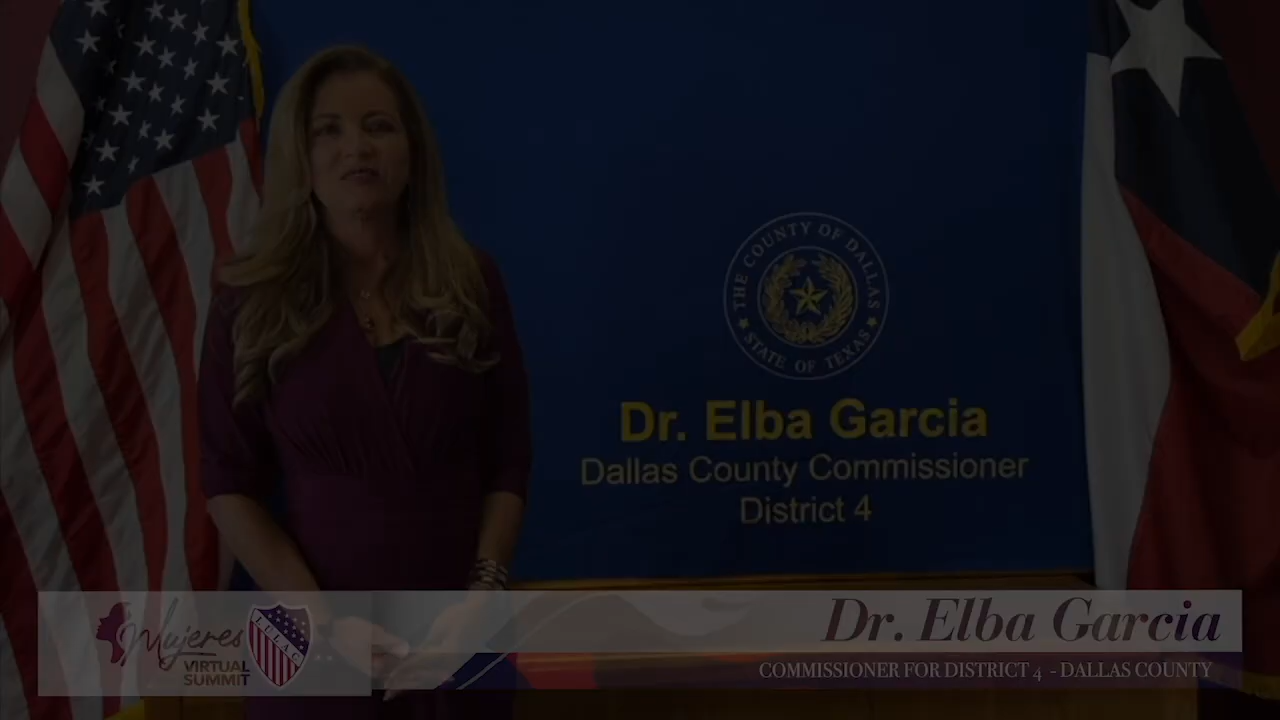 THE COUNTY OF DALLAS
STATE OF TEXAS
Dr. Elba Garcia
Dallas County Commissioner
District 4
Mujeres
VIRTUAL
SUMMIT
LULAC
Dr. Elba Garcia
COMMISSIONER FOR DISTRICT 4 - DALLAS COUNTY